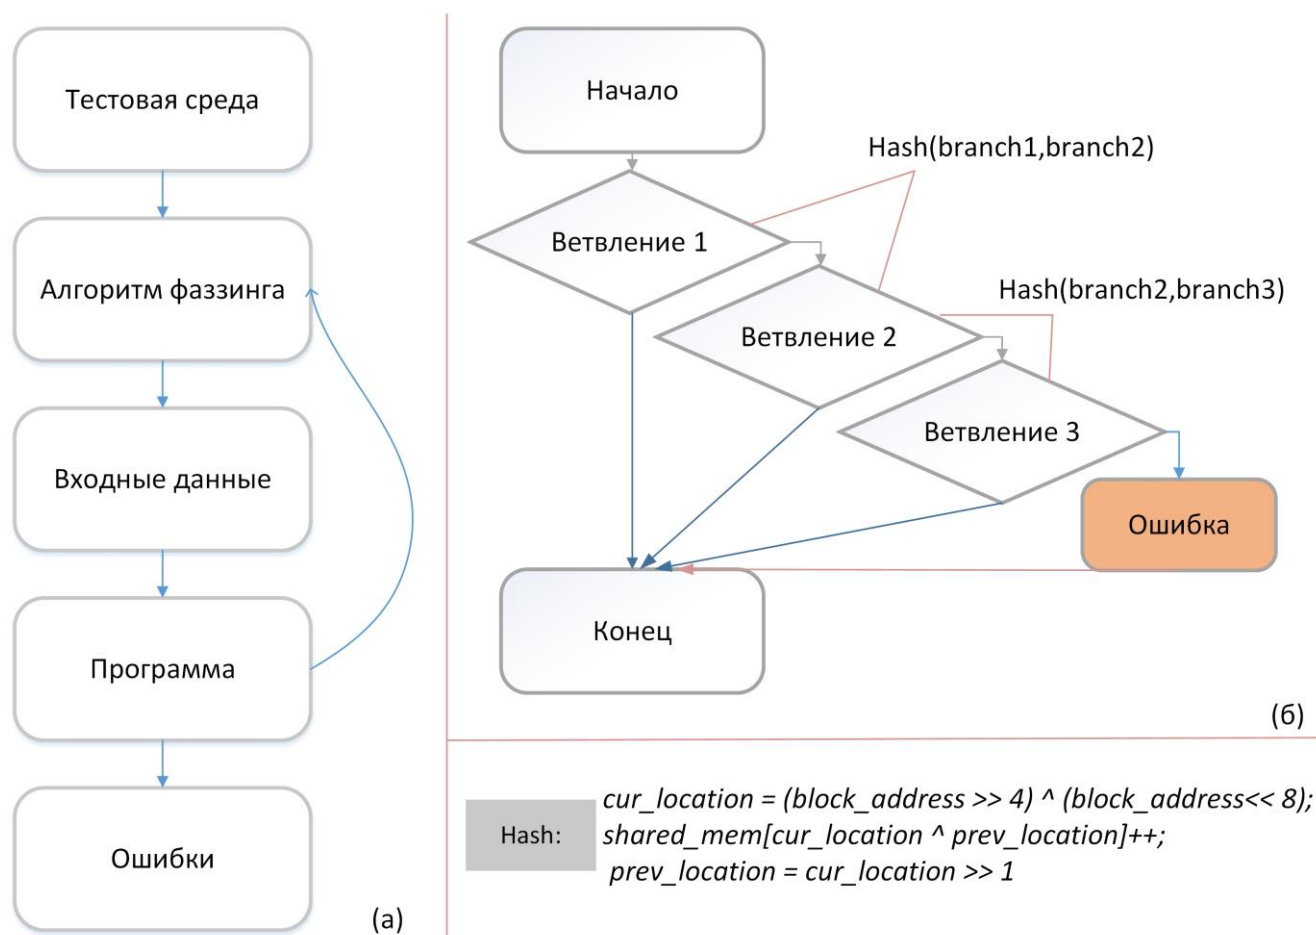 Тестовая среда
Алгоритм фаззинга
Входные данные
Программа
Ошибки
(а)
Начало
Hash(branch1,branch2)
Ветвление 1
Hash(branch2,branch3)
Ветвление 2
Ветвление 3
Ошибка
Конец
(б)
Hash:
cur_location = (block_address >> 4) ^ (block_address<< 8);
shared_mem[cur_location ^ prev_location]++;
prev_location = cur_location >> 1